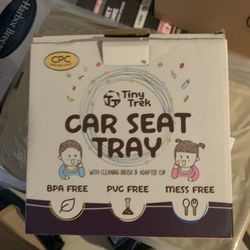 CPC
Tiny
Trek
CAR SEAT
TRAY
WITH CLEANING BRUSH & ADAPTER CUP
BPA FREE
PVC FREE
MESS FREE